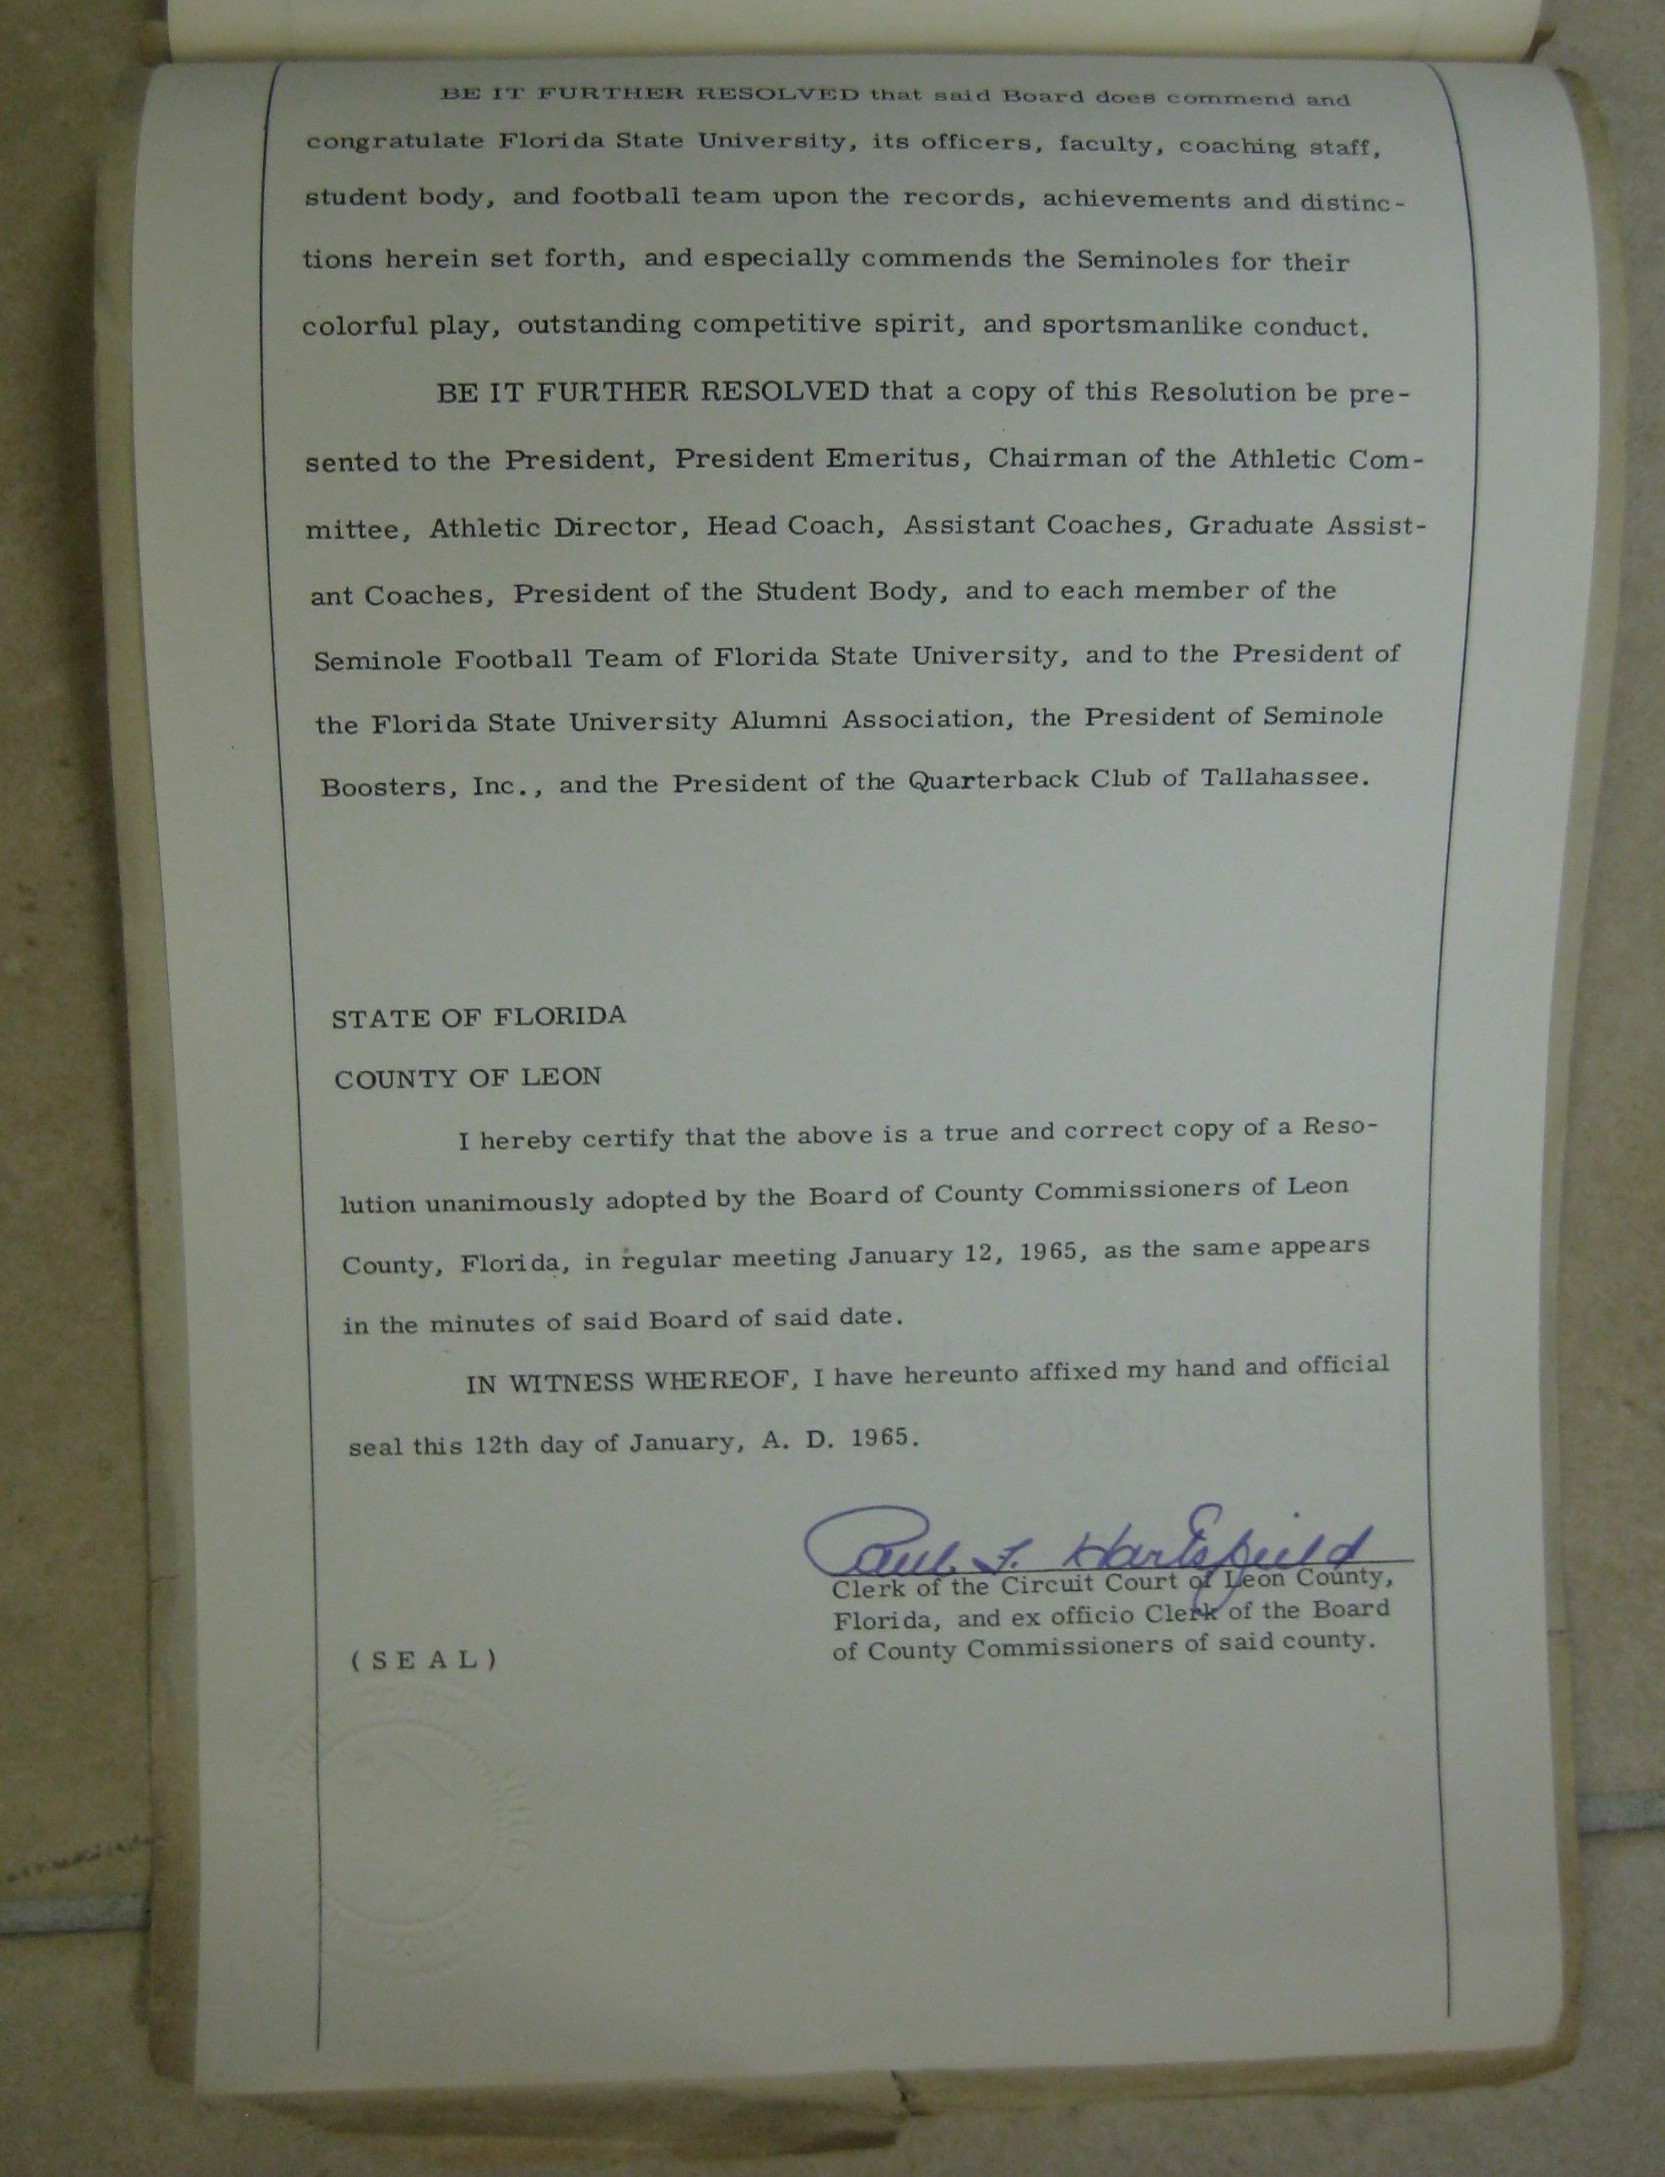 BE IT FURTHER RESOLVED that said Board does commend and
congratulate Florida State University, its officers, faculty, coaching staff,
student body, and football team upon the records, achievements and distinc-
tions herein set forth, and especially commends the Seminoles for their
colorful play, outstanding competitive spirit, and sportsmanlike conduct.
BE IT FURTHER RESOLVED that a copy of this Resolution be pre-
sented to the President, President Emeritus, Chairman of the Athletic Com-
mittee, Athletic Director, Head Coach, Assistant Coaches, Graduate Assist-
ant Coaches, President of the Student Body, and to each member of the
Seminole Football Team of Florida State University, and to the President of
the Florida State University Alumni Association, the President of Seminole
Boosters, Inc., and the President of the Quarterback Club of Tallahassee.
STATE OF FLORIDA
COUNTY OF LEON
I hereby certify that the above is a true and correct copy of a Reso-
lution unanimously adopted by the Board of County Commissioners of Leon
County, Florida, in regular meeting January 12, 1965, as the same appears
in the minutes of said Board of said date.
IN WITNESS WHEREOF, I have hereunto affixed my hand and official
seal this 12th day of January, A. D. 1965.
Paul F. Hartsfield
Clerk of the Circuit Court of Leon County,
Florida, and ex officio Clerk of the Board
of County Commissioners of said county.
(SEAL)